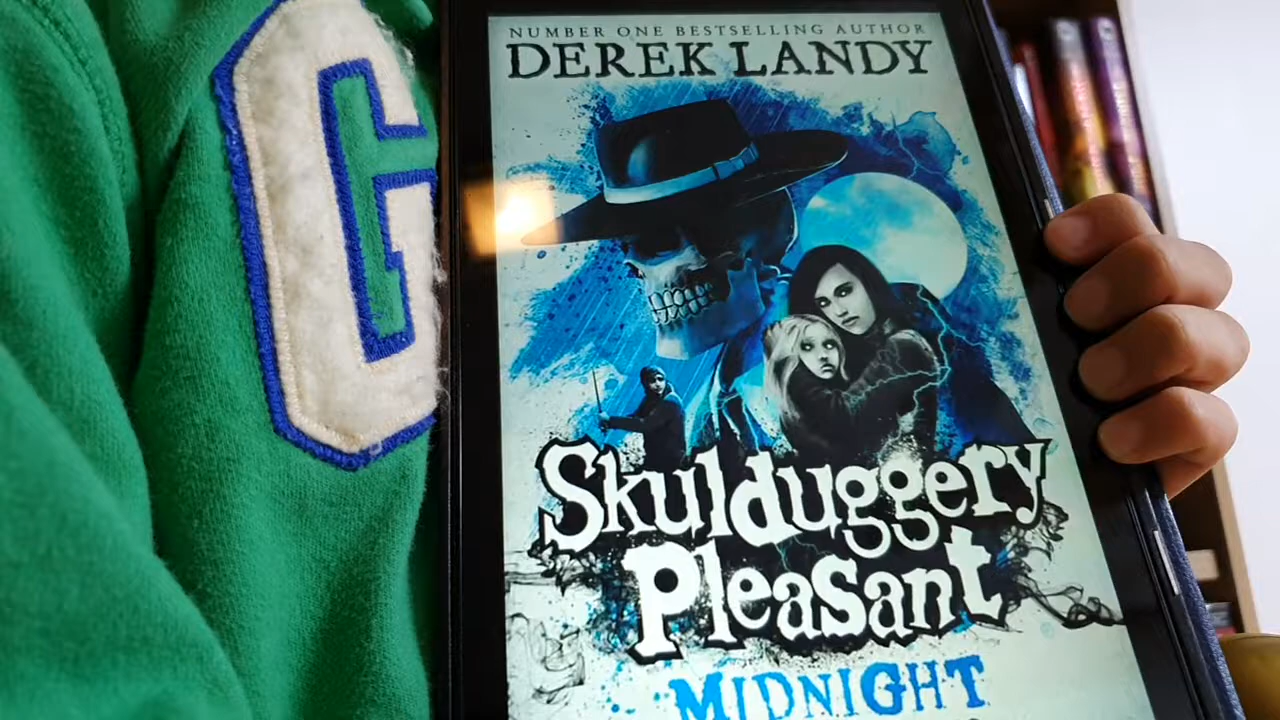 G
NUMBER ONE BESTSELLING AUTHOR
DEREK LANDY
Skulduggery
Pleasant
MIDNIGHT